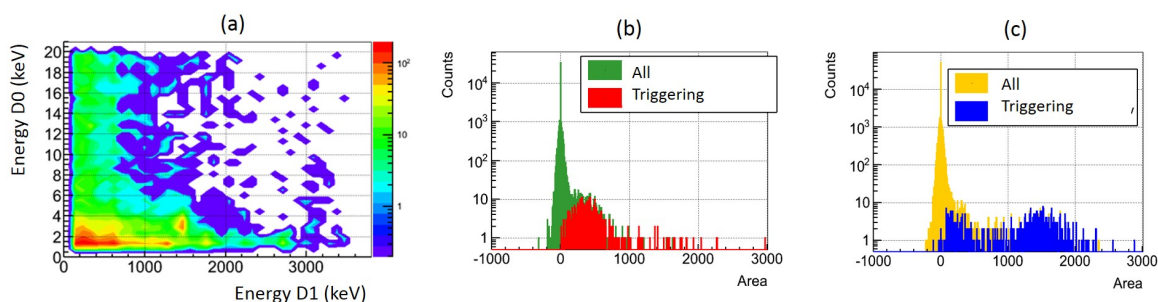 (a)
Energy D0 (keV)
20
18
16
14
12
10
8
6
4
2
0
0 1000 2000 3000
Energy D1 (keV)
10²
10
1
(b)
Counts
10⁴
10³
10²
10
1
All
Triggering
-1000 0 1000 2000 3000
Area
(c)
Counts
10⁴
10³
10²
10
1
All
Triggering
-1000 0 1000 2000 3000
Area